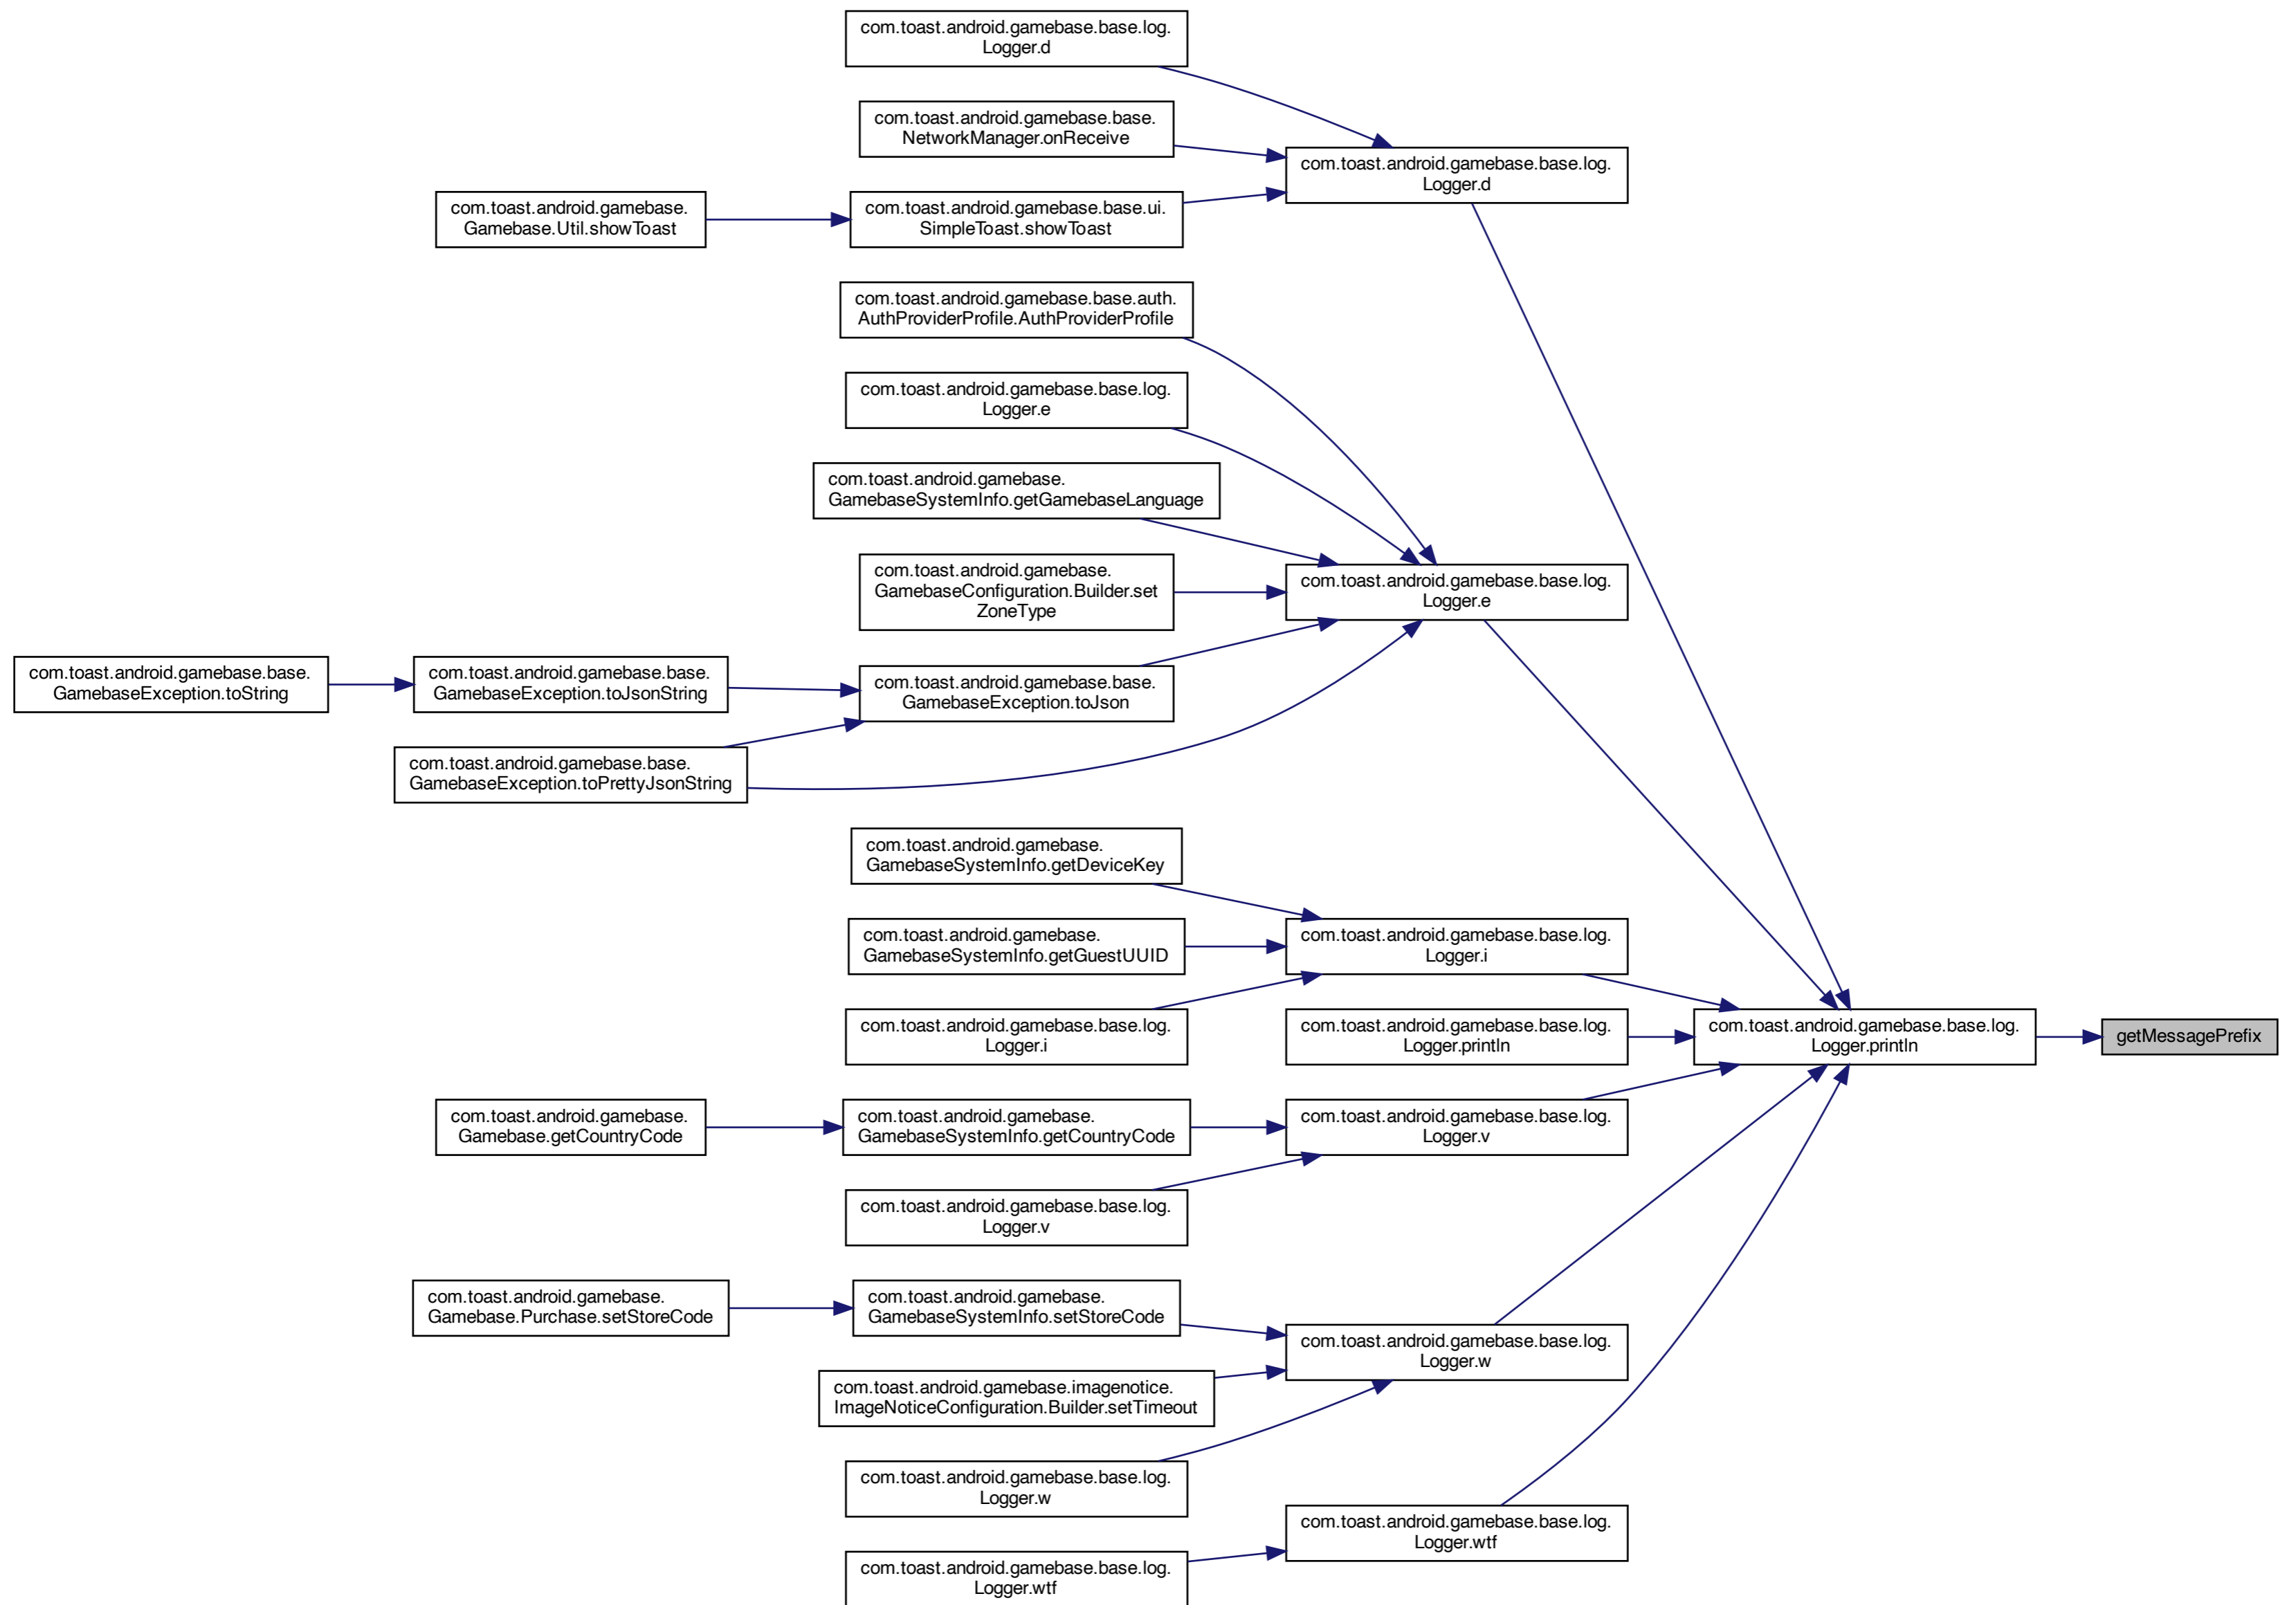 com.toast.android.gamebase.base.log.
Logger.d
com.toast.android.gamebase.base.
NetworkManager.onReceive
com.toast.android.gamebase.base.log.
Logger.d
com.toast.android.gamebase.
Gamebase.Util.showToast
com.toast.android.gamebase.base.ui.
SimpleToast.showToast
com.toast.android.gamebase.base.auth.
AuthProviderProfile.AuthProviderProfile
com.toast.android.gamebase.base.log.
Logger.e
com.toast.android.gamebase.
GamebaseSystemInfo.getGamebaseLanguage
com.toast.android.gamebase.
GamebaseConfiguration.Builder.set
ZoneType
com.toast.android.gamebase.base.log.
Logger.e
com.toast.android.gamebase.base.
GamebaseException.toString
com.toast.android.gamebase.base.
GamebaseException.toJsonString
com.toast.android.gamebase.base.
GamebaseException.toJson
com.toast.android.gamebase.base.
GamebaseException.toPrettyJsonString
com.toast.android.gamebase.
GamebaseSystemInfo.getDeviceKey
com.toast.android.gamebase.
GamebaseSystemInfo.getGuestUUID
com.toast.android.gamebase.base.log.
Logger.i
com.toast.android.gamebase.base.log.
Logger.i
com.toast.android.gamebase.base.log.
Logger.println
com.toast.android.gamebase.base.log.
Logger.println
getMessagePrefix
com.toast.android.gamebase.
Gamebase.getCountryCode
com.toast.android.gamebase.
GamebaseSystemInfo.getCountryCode
com.toast.android.gamebase.base.log.
Logger.v
com.toast.android.gamebase.base.log.
Logger.v
com.toast.android.gamebase.
Gamebase.Purchase.setStoreCode
com.toast.android.gamebase.
GamebaseSystemInfo.setStoreCode
com.toast.android.gamebase.base.log.
Logger.w
com.toast.android.gamebase.imagenotice.
ImageNoticeConfiguration.Builder.setTimeout
com.toast.android.gamebase.base.log.
Logger.w
com.toast.android.gamebase.base.log.
Logger.wtf
com.toast.android.gamebase.base.log.
Logger.wtf